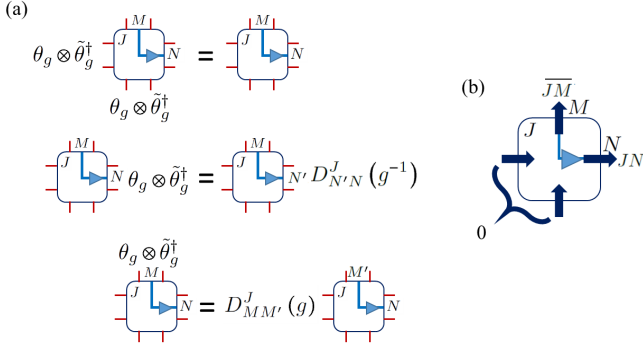 (a)
M
J
N
θ_g ⊗ θ̃_g^†
=
M
J
N
θ_g ⊗ θ̃_g^†
M
J
N
θ_g ⊗ θ̃_g^†
=
M
J
N' D^J_{N'N} (g^{-1})
θ_g ⊗ θ̃_g^†
M
J
N
= D^J_{MM'} (g)
M'
J
N
(b)
\overline{JM}
M
J
N
JN
0